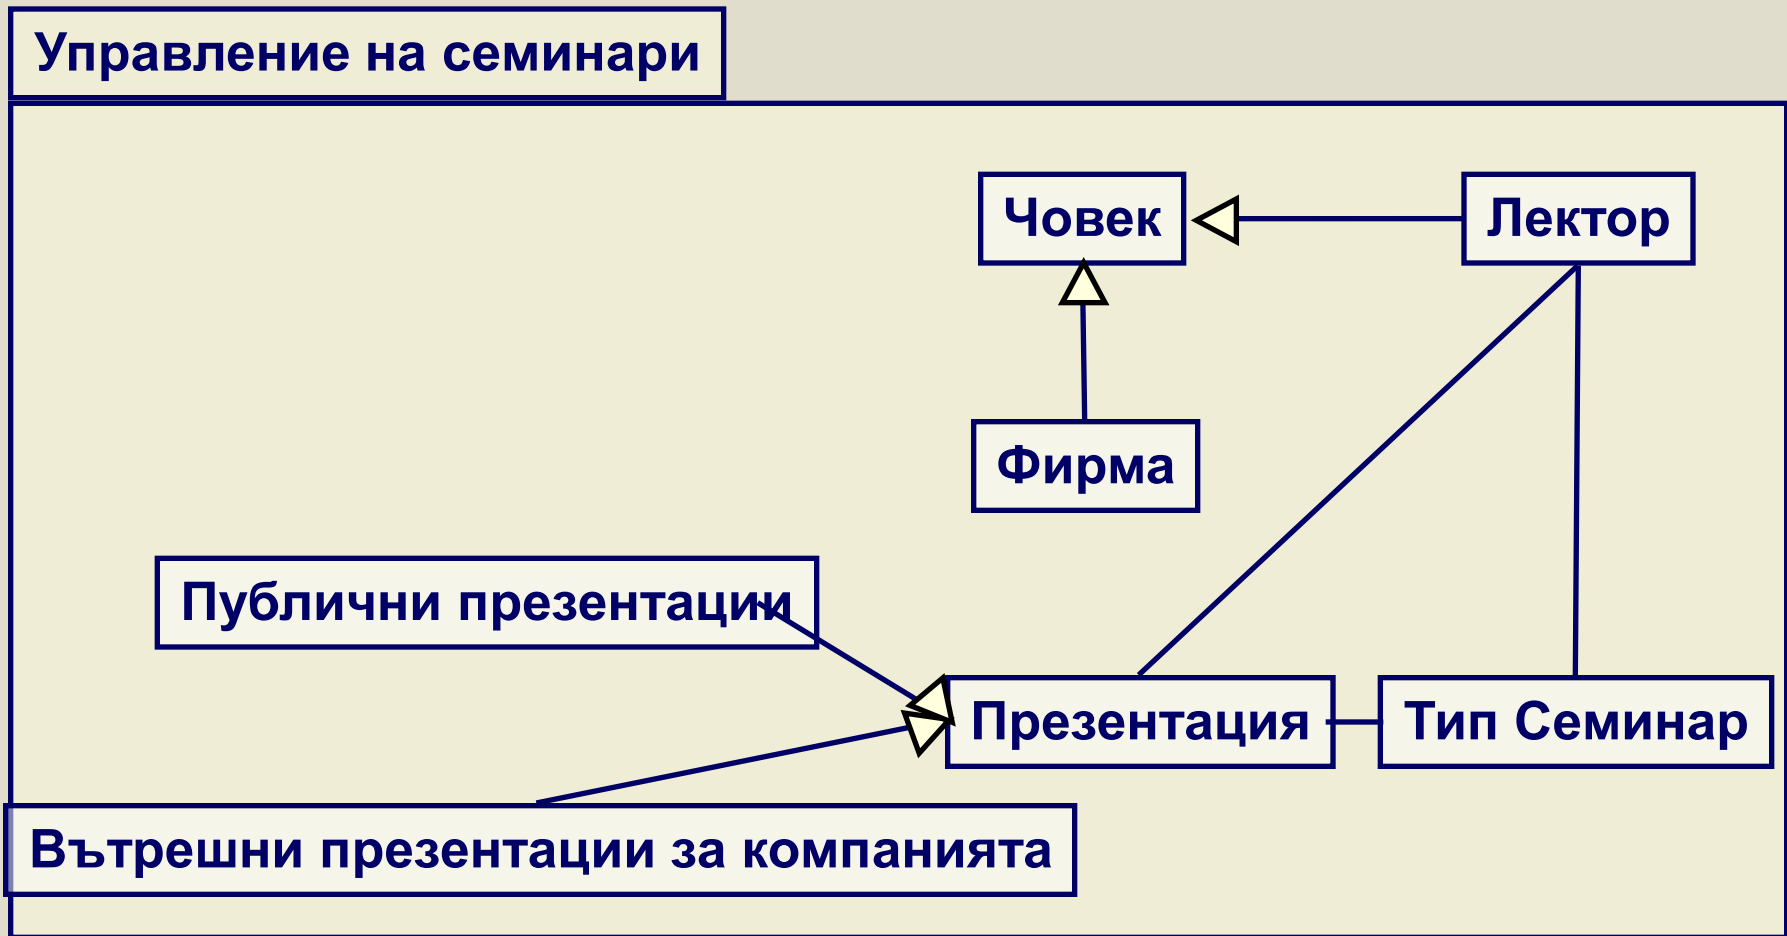 Управление на семинари
Човек
Лектор
Фирма
Публични презентации
Презентация
Тип Семинар
Вътрешни презентации за компанията